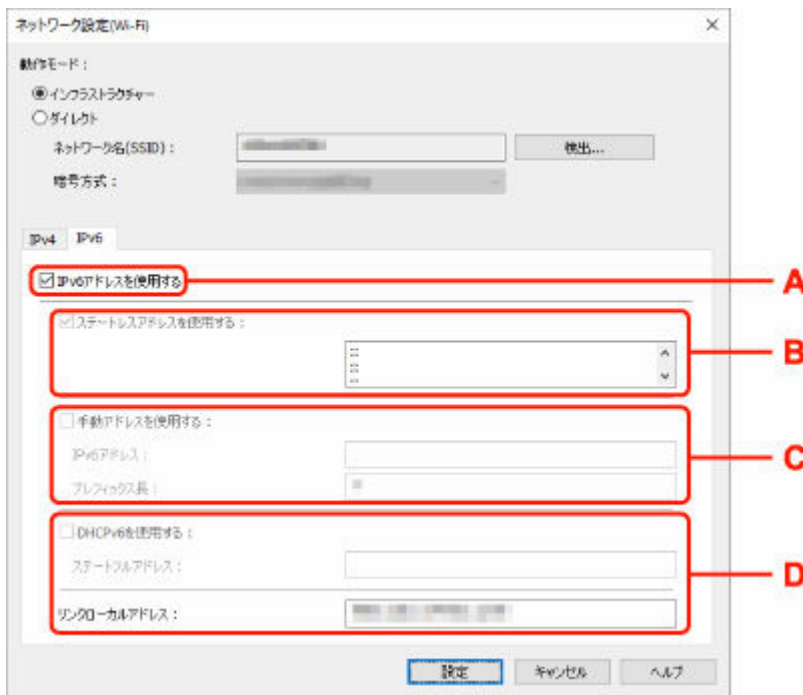 ネットワーク設定(Wi-Fi)
動作モード：
インフラストラクチャー
ダイレクト
ネットワーク名(SSID)：
検出...
暗号方式：
IPv4 IPv6
IPv6アドレスを使用する
A
ステートレスアドレスを使用する：
::
::
::
B
手動アドレスを使用する：
IPv6アドレス：
C
プレフィックス長：
DHCPv6を使用する：
ステートフルアドレス：
D
リンクローカルアドレス：
設定 キャンセル ヘルプ